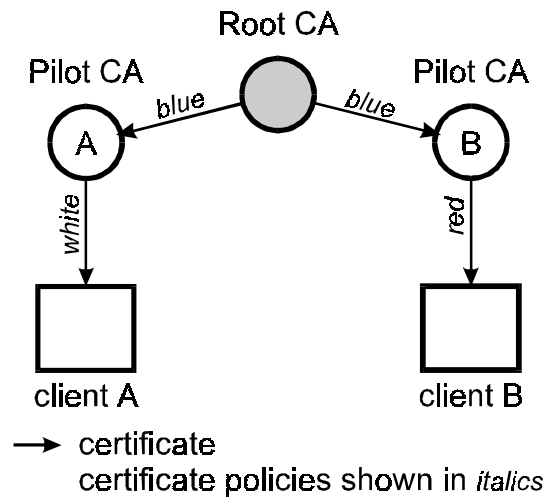 Root CA
Pilot CA
Pilot CA
blue
blue
A
B
white
red
client A
client B
certificate
certificate policies shown in italics